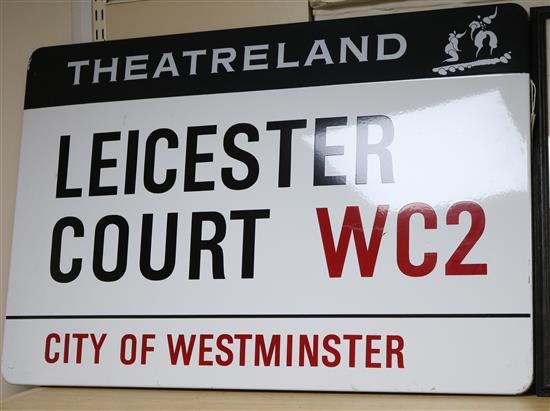 THEATRELAND
LEICESTER
COURT WC2
CITY OF WESTMINSTER